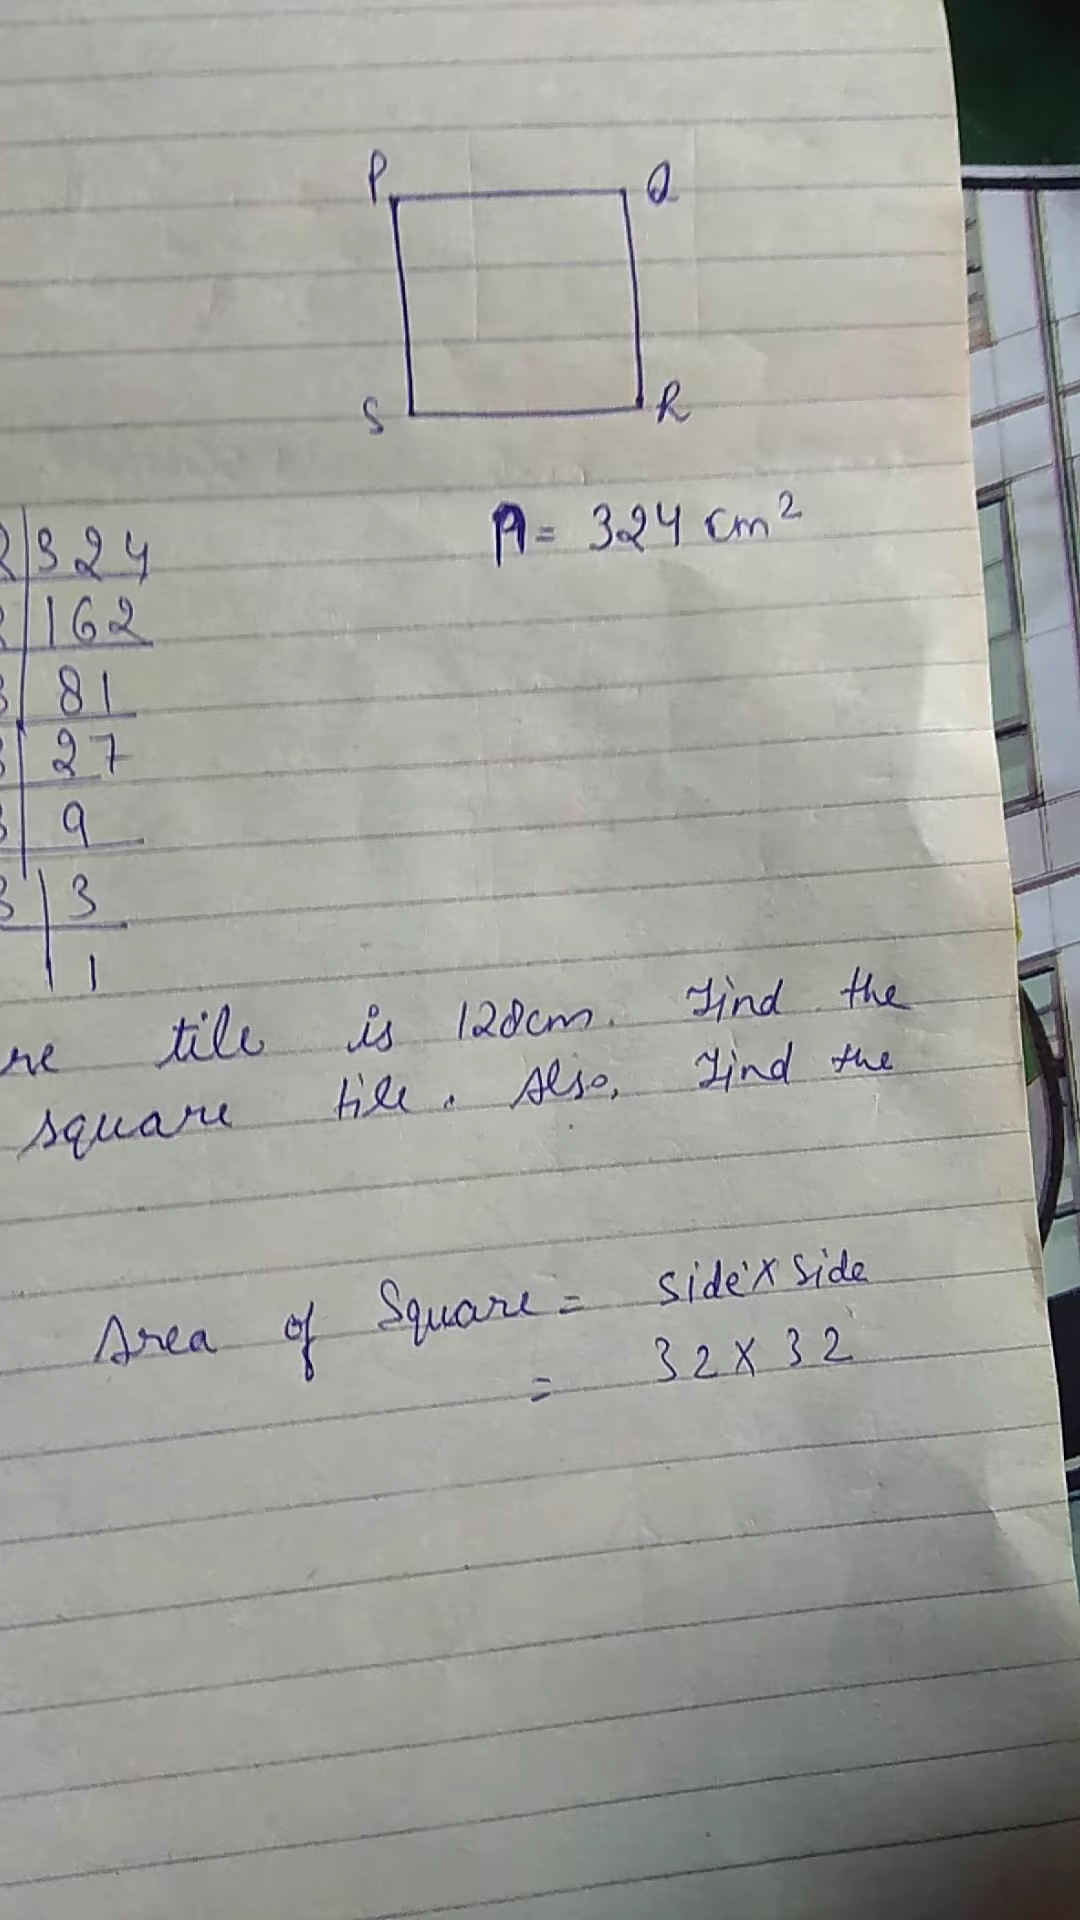 P Q
S R
A = 324 cm²
2 324
2 162
3 81
3 27
3 9
3 3
1
re tile is 128cm. Find the
square tile. Also, Find the
Area of Square = side × side
= 32 × 32